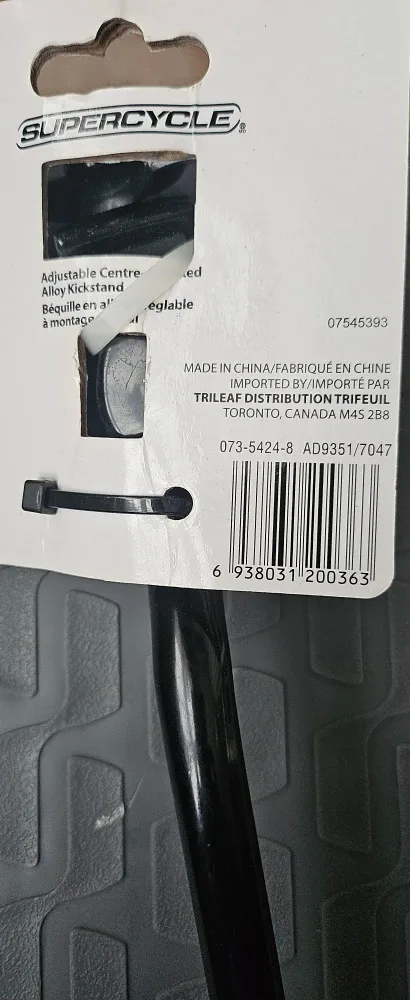 SUPERCYCLE®
Adjustable Centre-
Alloy Kickstand
Béquille en réglable
à montage
07545393
MADE IN CHINA/FABRIQUÉ EN CHINE
IMPORTED BY/IMPORTÉ PAR
TRILEAF DISTRIBUTION TRIFEUIL
TORONTO, CANADA M4S 2B8
073-5424-8 AD9351/7047
6 938031 200363